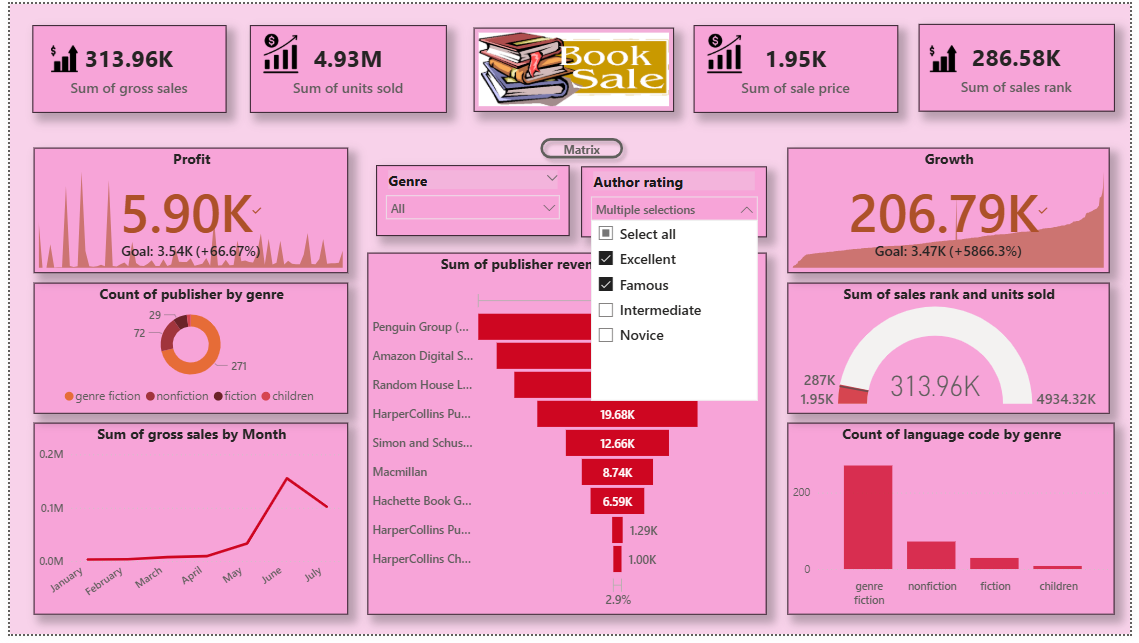 313.96K
Sum of gross sales
4.93M
Sum of units sold
Book
Sale
1.95K
Sum of sale price
286.58K
Sum of sales rank
Matrix
Profit
5.90K
Goal: 3.54K (+66.67%)
Genre
All
Author rating
Multiple selections
Select all
Excellent
Famous
Intermediate
Novice
Growth
206.79K
Goal: 3.47K (+5866.3%)
Count of publisher by genre
29
72
271
genre fiction
nonfiction
fiction
children
Sum of publisher reven
Penguin Group (...
Amazon Digital S...
Random House L...
HarperCollins Pu...
19.68K
Simon and Schus...
12.66K
Macmillan
8.74K
Hachette Book G...
6.59K
HarperCollins Pu...
1.29K
HarperCollins Ch...
1.00K
2.9%
Sum of sales rank and units sold
287K
1.95K
313.96K
4934.32K
Sum of gross sales by Month
0.2M
0.1M
0.0M
January
February
March
April
May
June
July
Count of language code by genre
200
0
genre
fiction
nonfiction
fiction
children